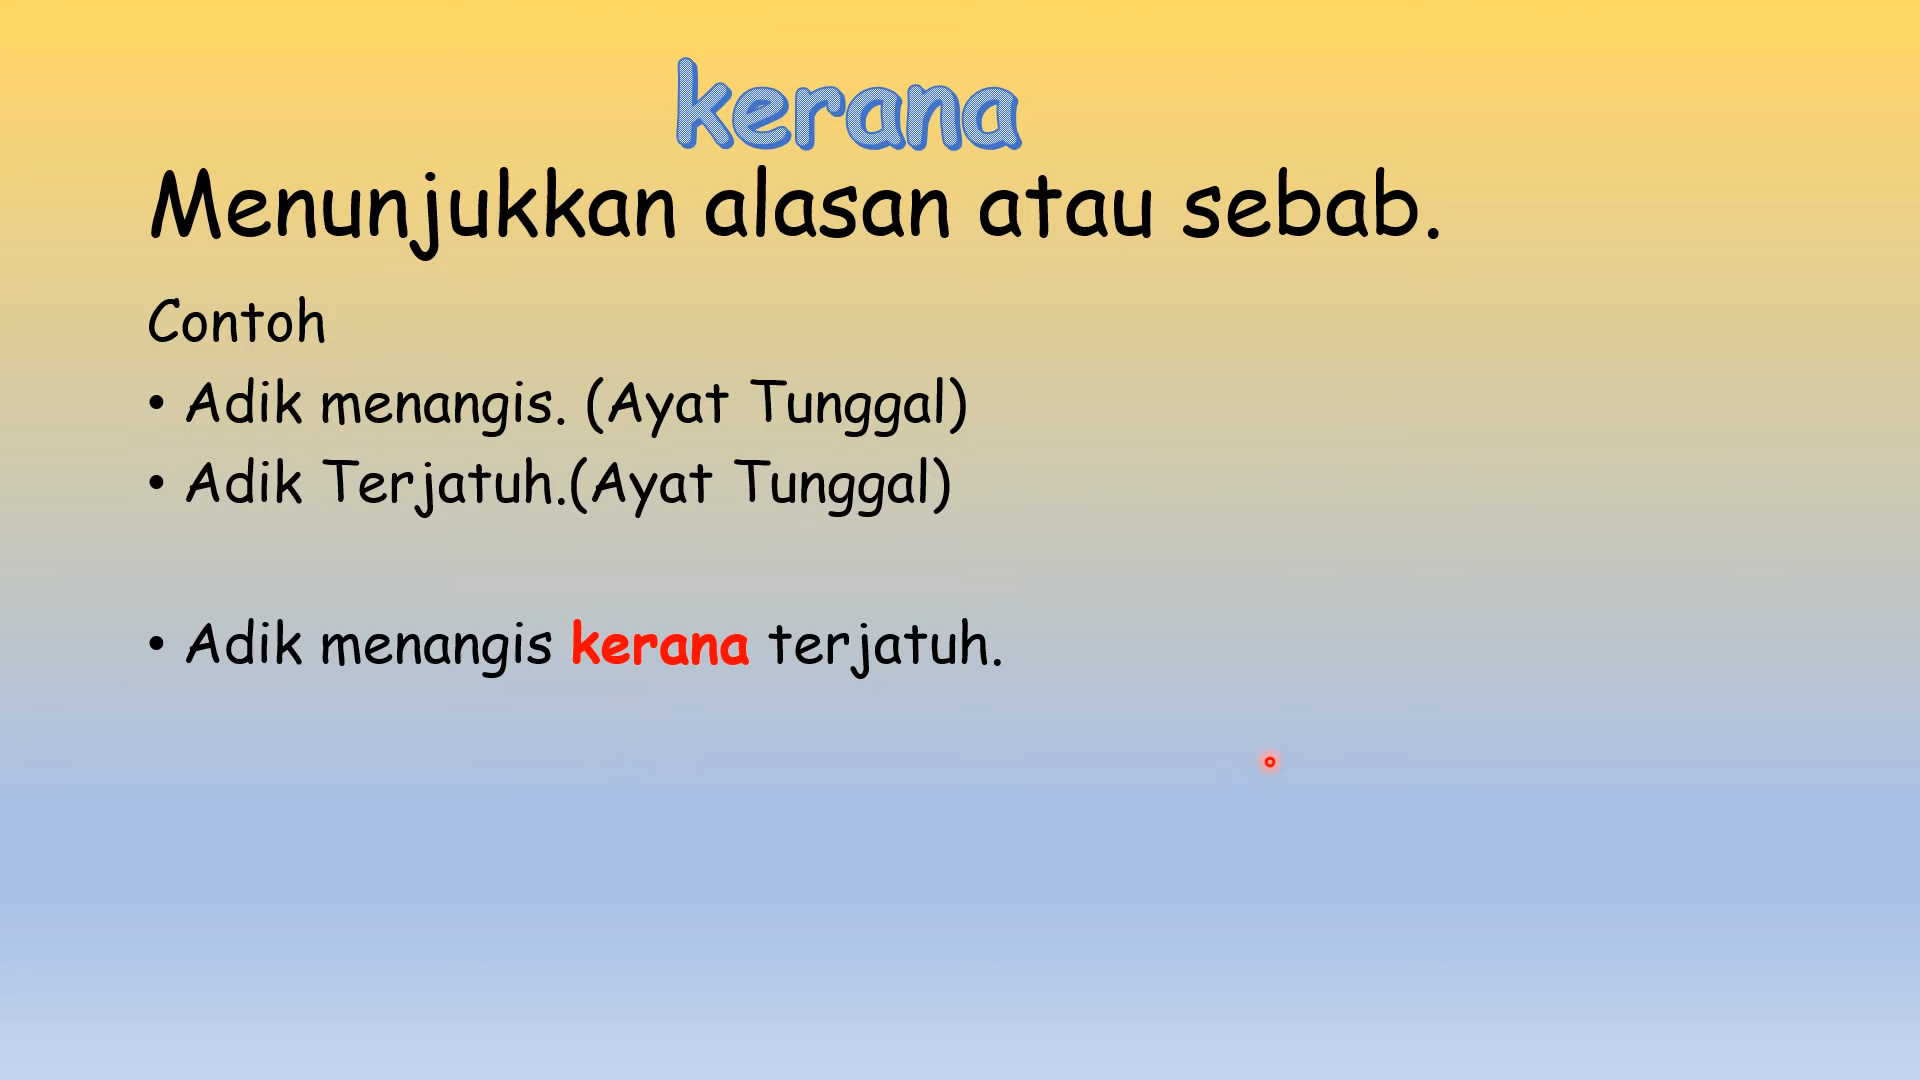 kerana
Menunjukkan alasan atau sebab.
Contoh
• Adik menangis. (Ayat Tunggal)
• Adik Terjatuh.(Ayat Tunggal)
• Adik menangis kerana terjatuh.